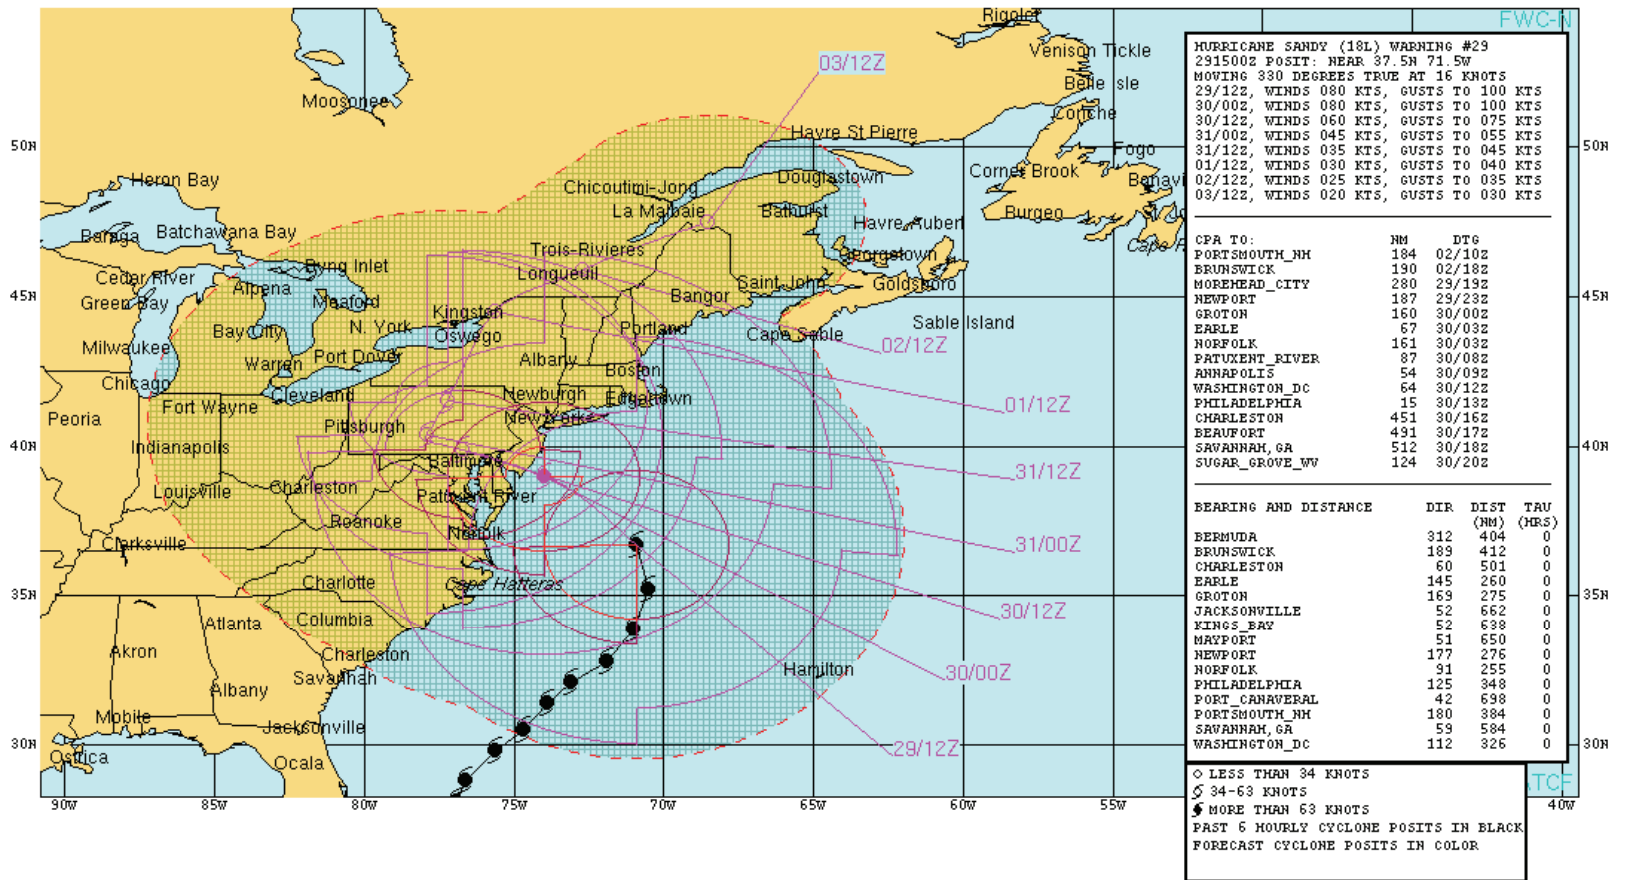 Rigolet
FWC-N
Venison Tickle
03/12Z
Belle Isle
Moosonee
Conche
Havre St Pierre
50N
Fogo
50N
Corner Brook
Douglastown
Heron Bay
Chicoutimi-Jong
Bonavi
La Malbaie
Bathurst
Burgeo
Havre Aubert
Baraga
Batchawana Bay
Trois-Rivieres
Georgetown
Byng Inlet
Longueuil
Cedar River
Saint John
Goldsboro
Alpena
Bangor
45N
Green Bay
Meaford
45N
Kingston
Sable Island
Bay City
N. York
Oswego
Portland
Cape Sable
Milwaukee
02/12Z
Warren
Port Dover
Albany
Boston
Chicago
Cleveland
Newburgh
Edgartown
Peoria
Fort Wayne
01/12Z
New York
Pittsburgh
40N
Indianapolis
40N
Baltimore
31/12Z
Louisville
Charleston
Patuxent River
Roanoke
Norfolk
Clarksville
31/00Z
Charlotte
Cape Hatteras
35N
35N
Columbia
30/12Z
Atlanta
Akron
Charleston
Savannah
Hamilton
30/00Z
Albany
Mobile
Jacksonville
30N
29/12Z
30N
Ostrica
Ocala
ATCF
90W 85W 80W 75W 70W 65W 60W 55W 40W
HURRICANE SANDY (18L) WARNING #29
291500Z POSIT: NEAR 37.5N 71.5W
MOVING 330 DEGREES TRUE AT 16 KNOTS
29/12Z, WINDS 080 KTS, GUSTS TO 100 KTS
30/00Z, WINDS 080 KTS, GUSTS TO 100 KTS
30/12Z, WINDS 060 KTS, GUSTS TO 075 KTS
31/00Z, WINDS 045 KTS, GUSTS TO 055 KTS
31/12Z, WINDS 035 KTS, GUSTS TO 045 KTS
01/12Z, WINDS 030 KTS, GUSTS TO 040 KTS
02/12Z, WINDS 025 KTS, GUSTS TO 035 KTS
03/12Z, WINDS 020 KTS, GUSTS TO 030 KTS
CPA TO: NM DTG
PORTSMOUTH_NH 184 02/10Z
BRUNSWICK 190 02/18Z
MOREHEAD_CITY 280 29/19Z
NEWPORT 187 29/23Z
GROTON 160 30/00Z
EARLE 67 30/03Z
NORFOLK 161 30/03Z
PATUXENT_RIVER 87 30/08Z
ANNAPOLIS 54 30/09Z
WASHINGTON_DC 64 30/12Z
PHILADELPHIA 15 30/13Z
CHARLESTON 451 30/16Z
BEAUFORT 491 30/17Z
SAVANNAH,GA 512 30/18Z
SUGAR_GROVE_WV 124 30/20Z
BEARING AND DISTANCE DIR DIST TAU
(NM) (HRS)
BERMUDA 312 404 0
BRUNSWICK 189 412 0
CHARLESTON 60 501 0
EARLE 145 260 0
GROTON 169 275 0
JACKSONVILLE 52 662 0
KINGS_BAY 52 638 0
MAYPORT 51 650 0
NEWPORT 177 276 0
NORFOLK 91 255 0
PHILADELPHIA 125 348 0
PORT_CANAVERAL 42 698 0
PORTSMOUTH_NH 180 384 0
SAVANNAH,GA 59 584 0
WASHINGTON_DC 112 326 0
LESS THAN 34 KNOTS
34-63 KNOTS
MORE THAN 63 KNOTS
PAST 6 HOURLY CYCLONE POSITS IN BLACK
FORECAST CYCLONE POSITS IN COLOR